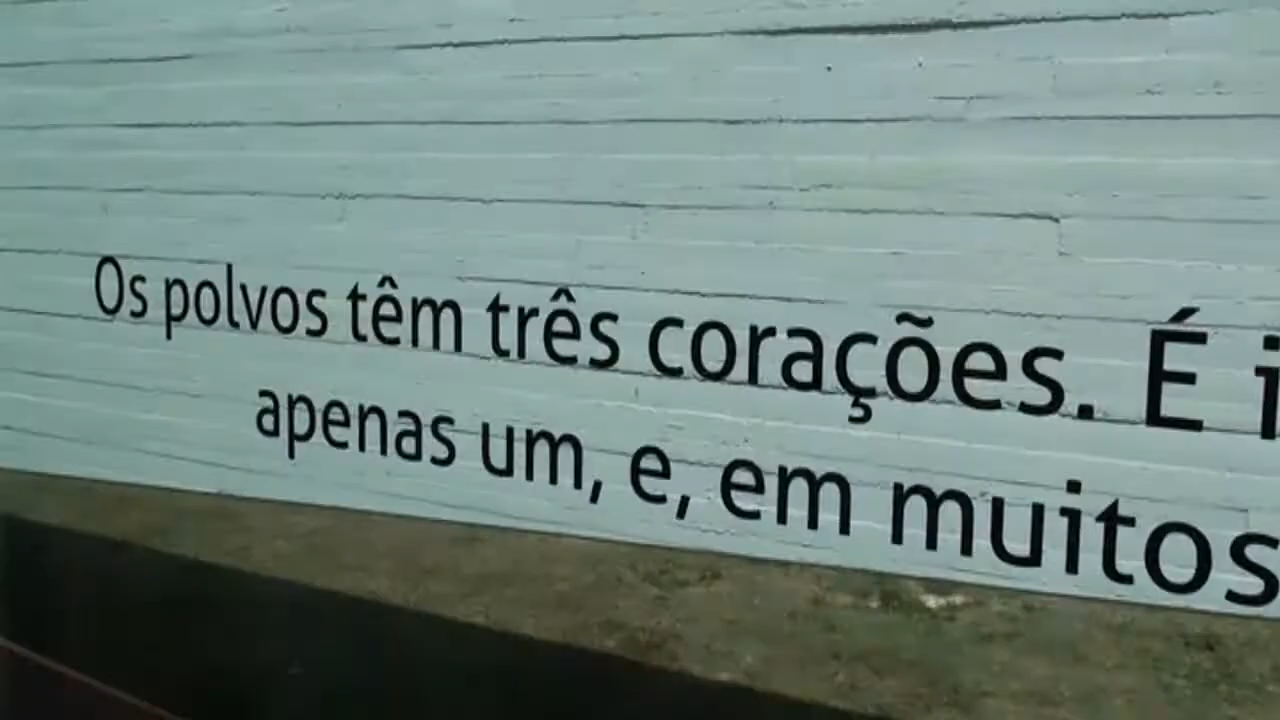 Os polvos têm três corações. É
apenas um, e, em muitos